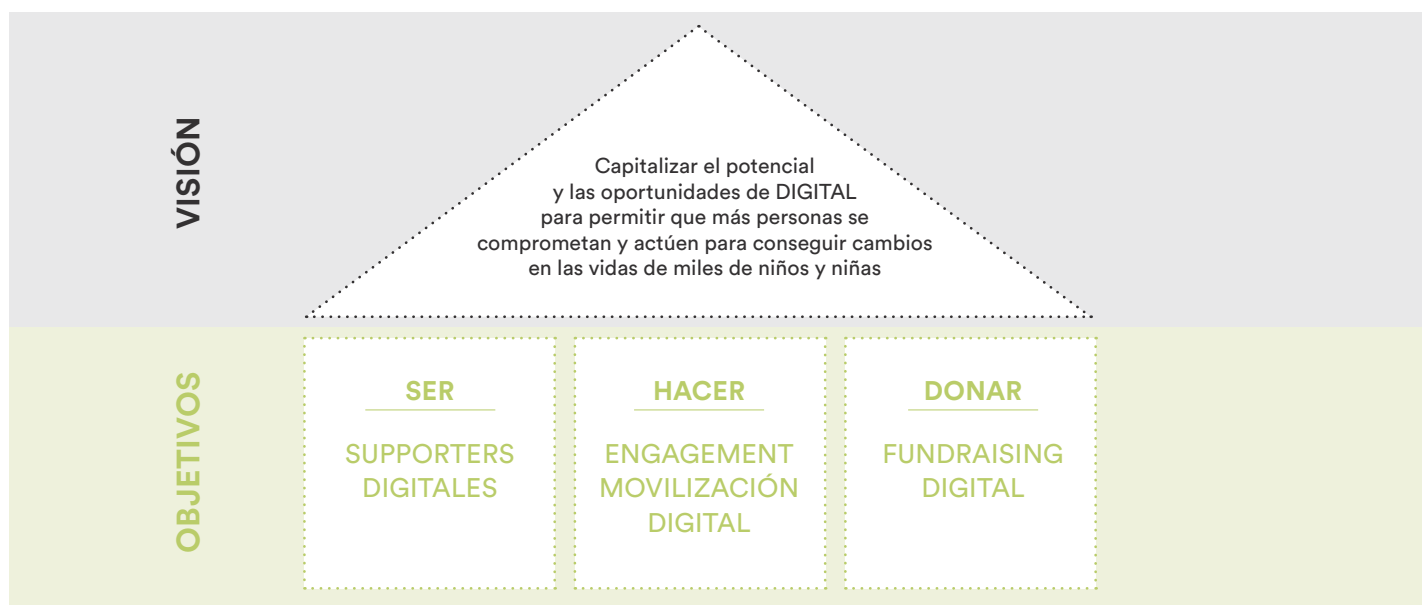 VISIÓN
Capitalizar el potencial
y las oportunidades de DIGITAL
para permitir que más personas se
comprometan y actúen para conseguir cambios
en las vidas de miles de niños y niñas
OBJETIVOS
SER
SUPPORTERS
DIGITALES
HACER
ENGAGEMENT
MOVILIZACIÓN
DIGITAL
DONAR
FUNDRAISING
DIGITAL